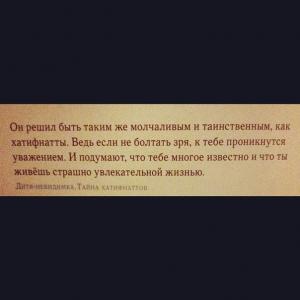 Он решил быть таким же молчаливым и таинственным, как
хатифнатты. Ведь если не болтать зря, к тебе проникнутся
уважением. И подумают, что тебе многое известно и что ты
живёшь страшно увлекательной жизнью.
Дитя-невидимка. Тайна хатифнаттов